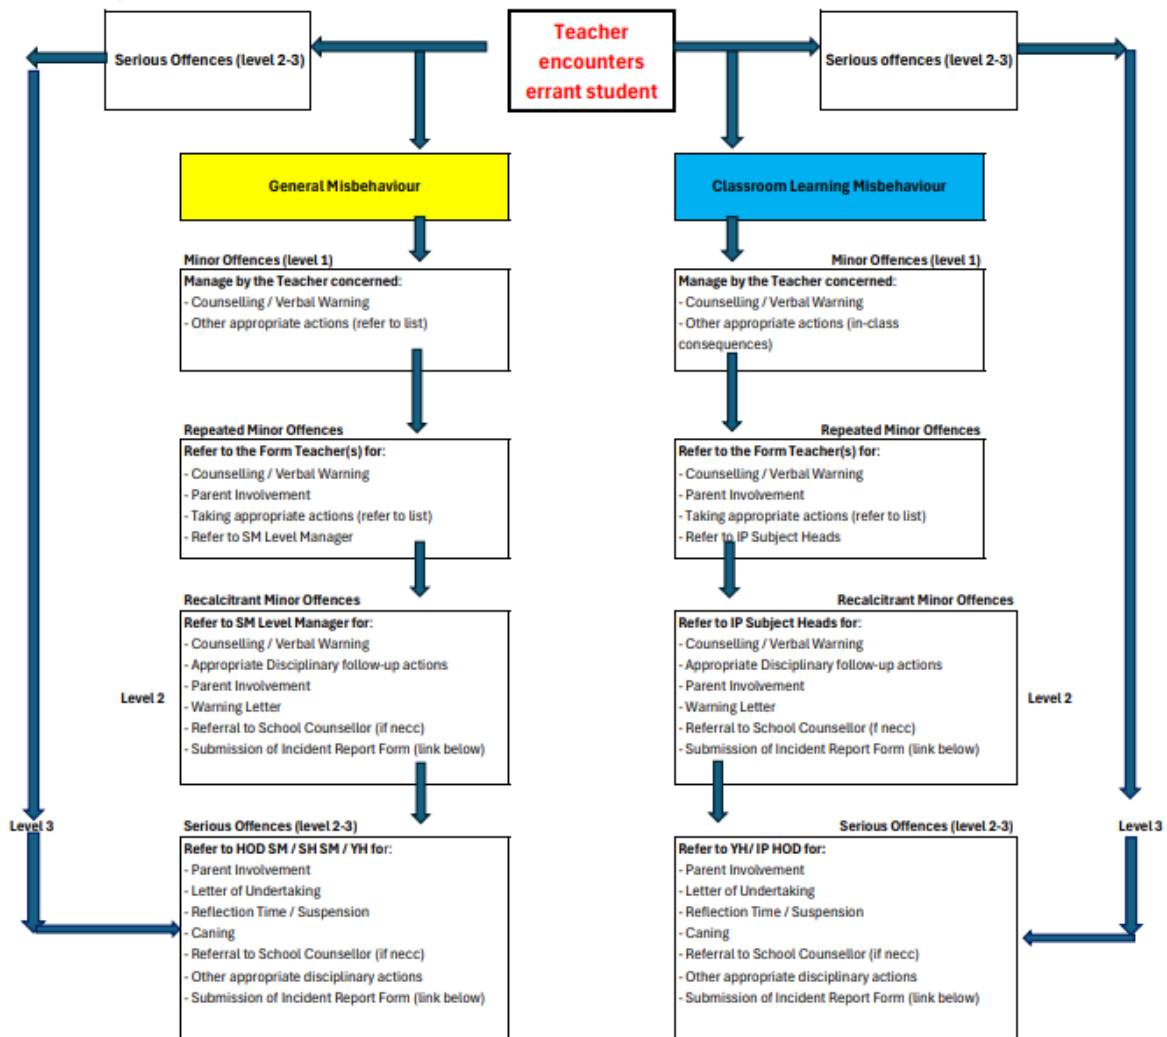 Teacher
encounters
errant student
Serious Offences (level 2-3)
Serious offences (level 2-3)
General Misbehaviour
Minor Offences (level 1)
Manage by the Teacher concerned:
- Counselling / Verbal Warning
- Other appropriate actions (refer to list)
Repeated Minor Offences
Refer to the Form Teacher(s) for:
- Counselling / Verbal Warning
- Parent Involvement
- Taking appropriate actions (refer to list)
- Refer to SM Level Manager
Recalcitrant Minor Offences
Refer to SM Level Manager for:
- Counselling / Verbal Warning
- Appropriate Disciplinary follow-up actions
- Parent Involvement
- Warning Letter
- Referral to School Counsellor (if necc)
- Submission of Incident Report Form (link below)
Level 2
Level 3
Serious Offences (level 2-3)
Refer to HOD SM / SH SM / YH for:
- Parent Involvement
- Letter of Undertaking
- Reflection Time / Suspension
- Caning
- Referral to School Counsellor (if necc)
- Other appropriate disciplinary actions
- Submission of Incident Report Form (link below)
Classroom Learning Misbehaviour
Minor Offences (level 1)
Manage by the Teacher concerned:
- Counselling / Verbal Warning
- Other appropriate actions (in-class
consequences)
Repeated Minor Offences
Refer to the Form Teacher(s) for:
- Counselling / Verbal Warning
- Parent Involvement
- Taking appropriate actions (refer to list)
- Refer to IP Subject Heads
Recalcitrant Minor Offences
Refer to IP Subject Heads for:
- Counselling / Verbal Warning
- Appropriate Disciplinary follow-up actions
- Parent Involvement
- Warning Letter
- Referral to School Counsellor (f necc)
- Submission of Incident Report Form (link below)
Level 2
Level 3
Serious Offences (level 2-3)
Refer to YH/ IP HOD for:
- Parent Involvement
- Letter of Undertaking
- Reflection Time / Suspension
- Caning
- Referral to School Counsellor (if necc)
- Other appropriate disciplinary actions
- Submission of Incident Report Form (link below)